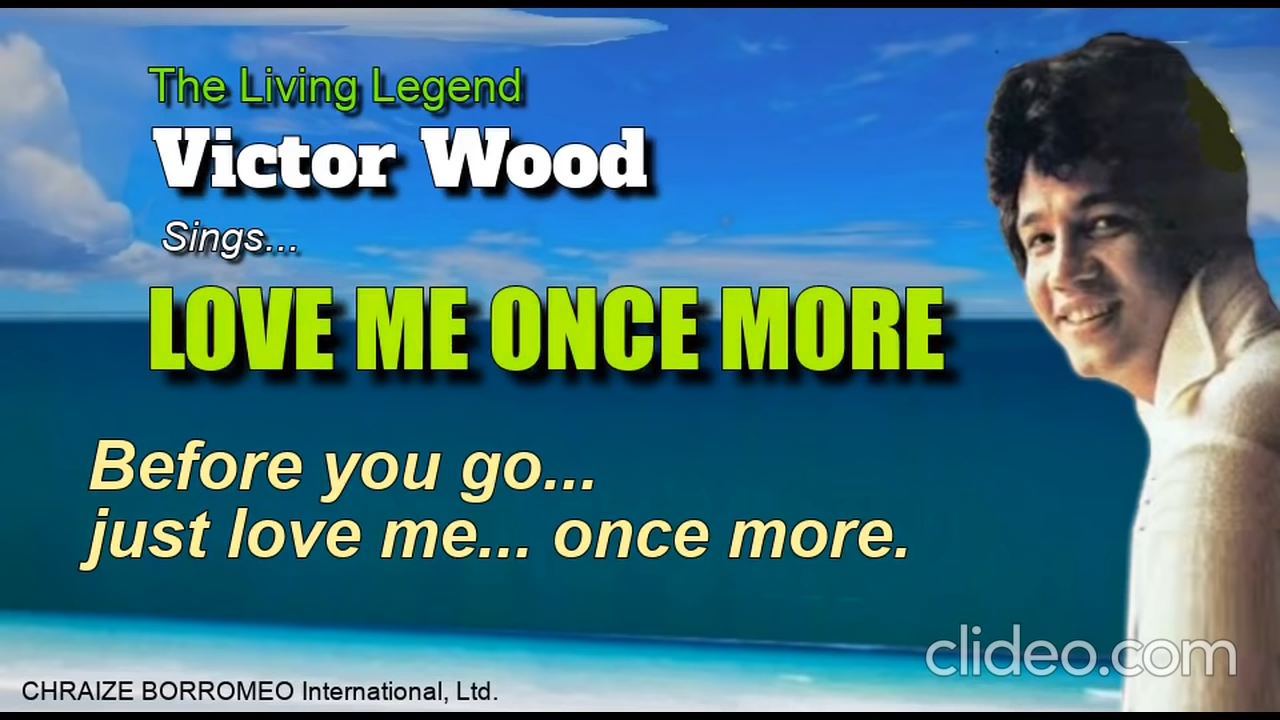 The Living Legend
Victor Wood
Sings...
LOVE ME ONCE MORE
Before you go...
just love me... once more.
clideo.com
CHRAIZE BORROMEO International, Ltd.